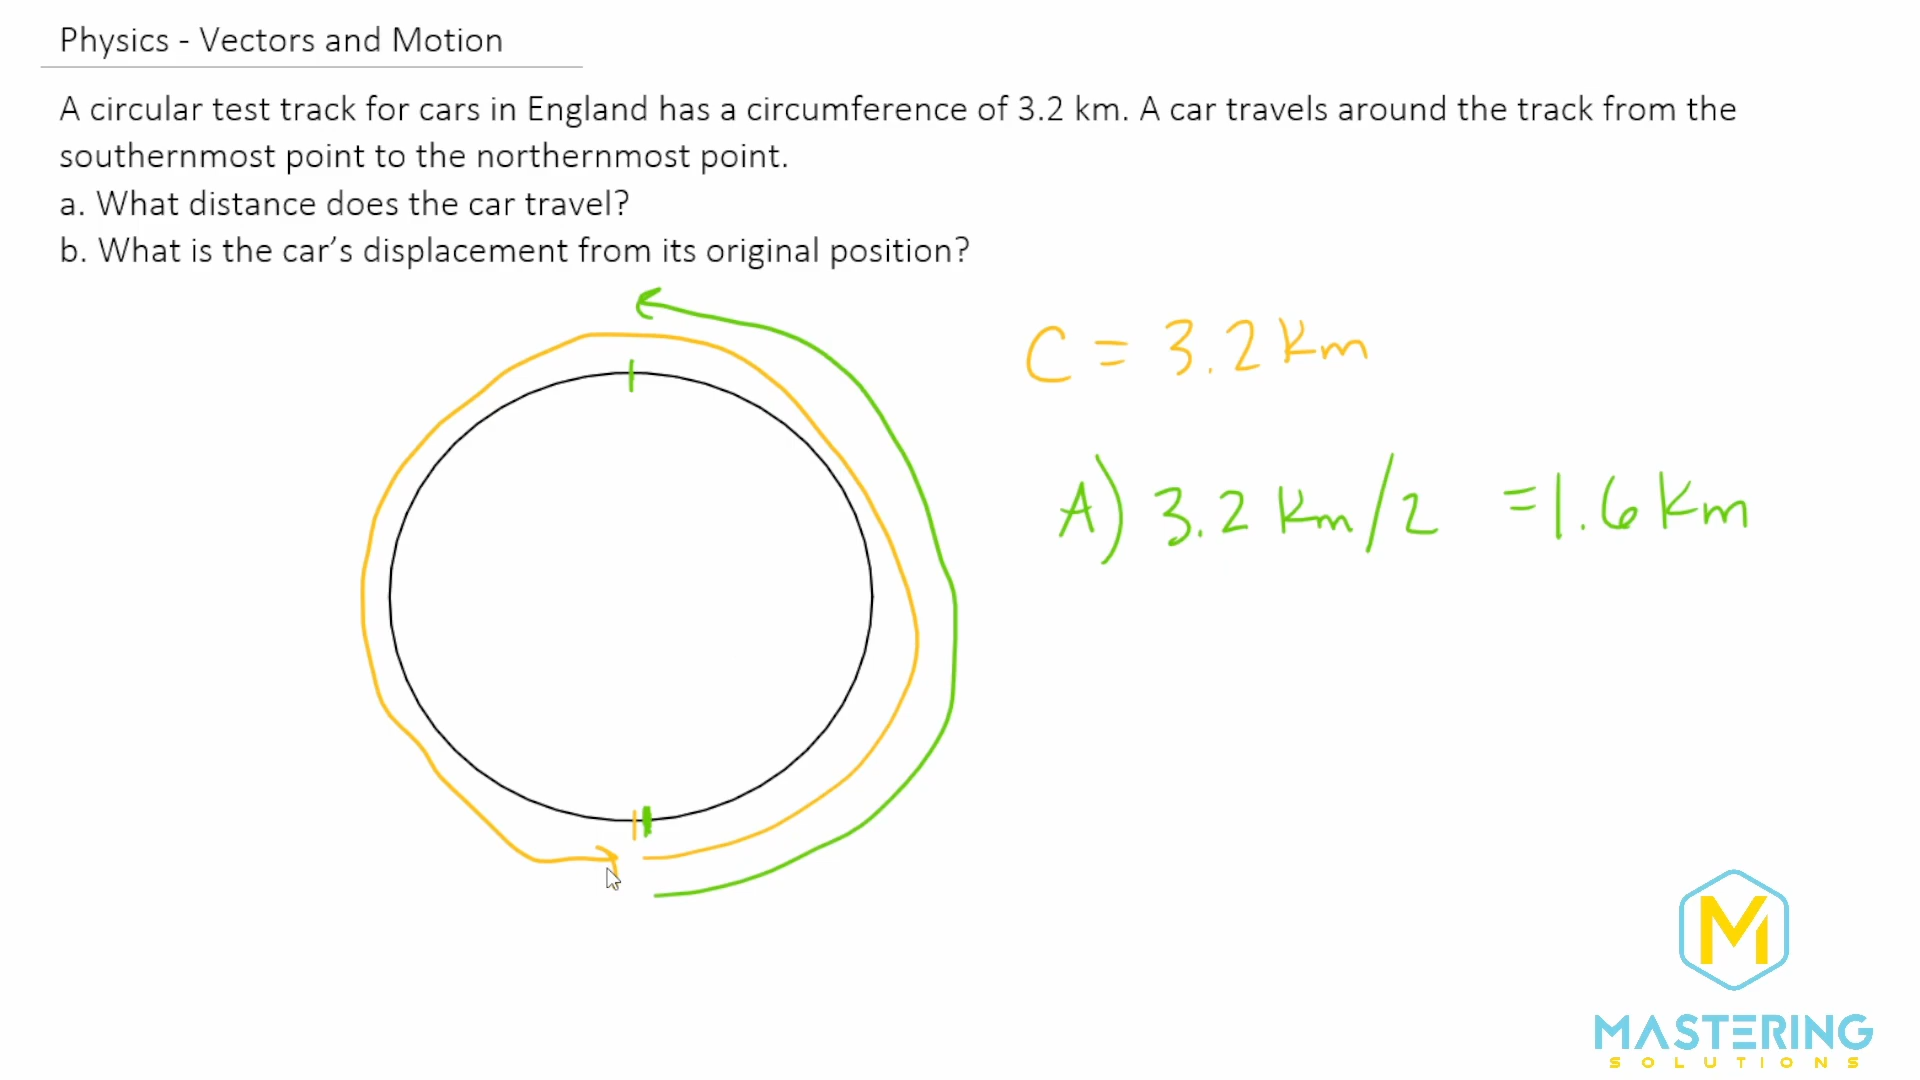 Physics - Vectors and Motion
A circular test track for cars in England has a circumference of 3.2 km. A car travels around the track from the
southernmost point to the northernmost point.
a. What distance does the car travel?
b. What is the car’s displacement from its original position?
C = 3.2 km
A) 3.2 km/2 = 1.6 km
M
MASTERING
SOLUTIONS